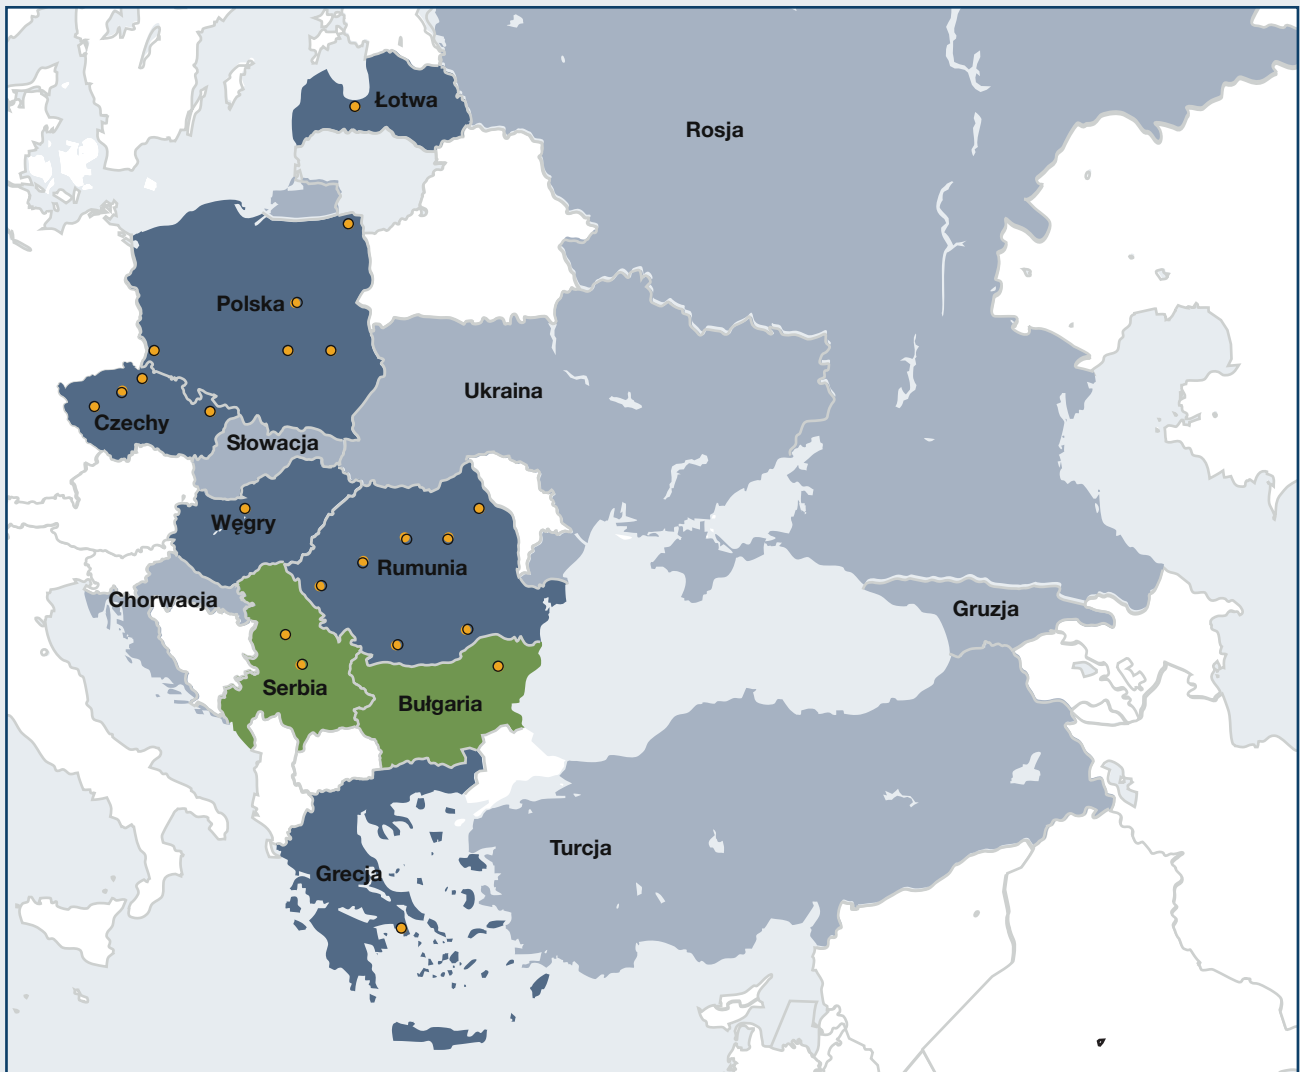 Łotwa
Rosja
Polska
Ukraina
Czechy
Słowacja
Węgry
Rumunia
Chorwacja
Gruzja
Serbia
Bułgaria
Turcja
Grecja